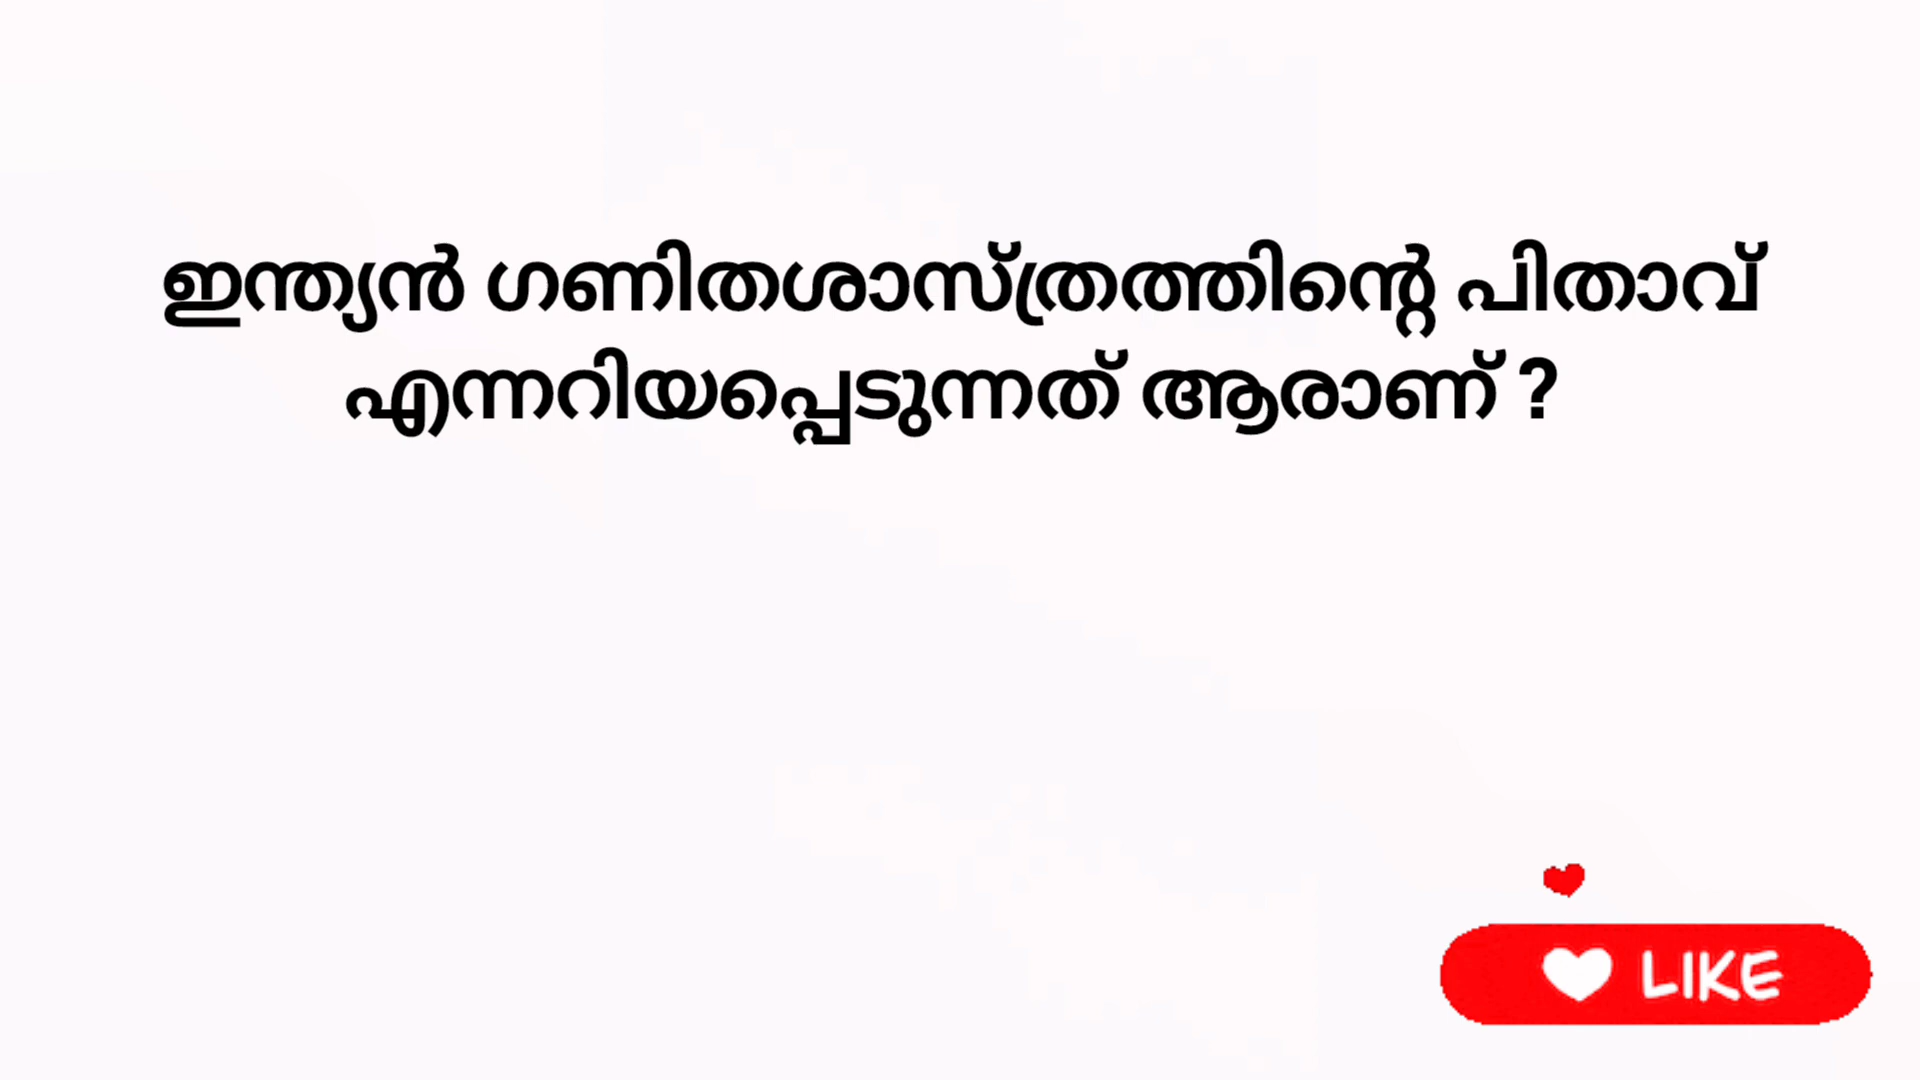 ഇന്ത്യൻ ഗണിതശാസ്ത്രത്തിന്റെ പിതാവ്
എന്നറിയപ്പെടുന്നത് ആരാണ് ?
LIKE